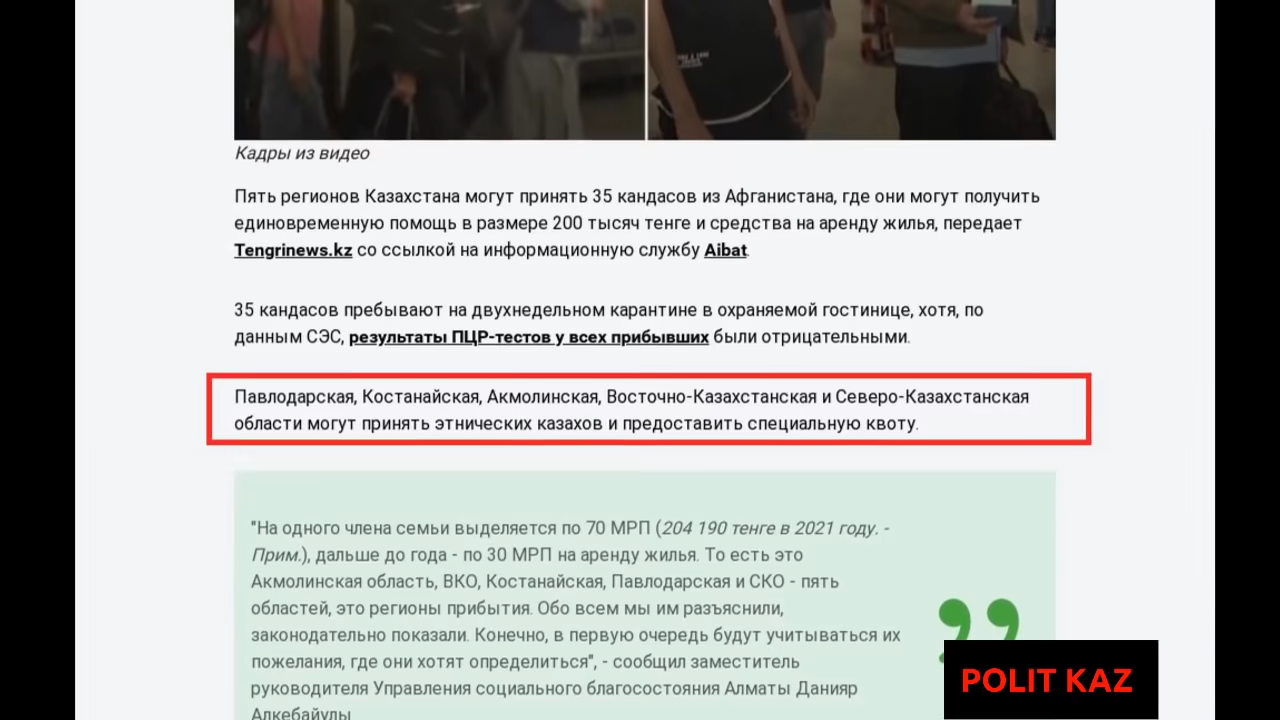 Кадры из видео
Пять регионов Казахстана могут принять 35 кандасов из Афганистана, где они могут получить
единовременную помощь в размере 200 тысяч тенге и средства на аренду жилья, передает
Tengrinews.kz со ссылкой на информационную службу Aibat.
35 кандасов пребывают на двухнедельном карантине в охраняемой гостинице, хотя, по
данным СЭС, результаты ПЦР-тестов у всех прибывших были отрицательными.
Павлодарская, Костанайская, Акмолинская, Восточно-Казахстанская и Северо-Казахстанская
области могут принять этнических казахов и предоставить специальную квоту.
"На одного члена семьи выделяется по 70 МРП (204 190 тенге в 2021 году. -
Прим.), дальше до года - по 30 МРП на аренду жилья. То есть это
Акмолинская область, ВКО, Костанайская, Павлодарская и СКО - пять
областей, это регионы прибытия. Обо всем мы им разъяснили,
законодательно показали. Конечно, в первую очередь будут учитываться их
пожелания, где они хотят определиться", - сообщил заместитель
руководителя Управления социального благосостояния Алматы Данияр
Алкебайулы
POLIT KAZ